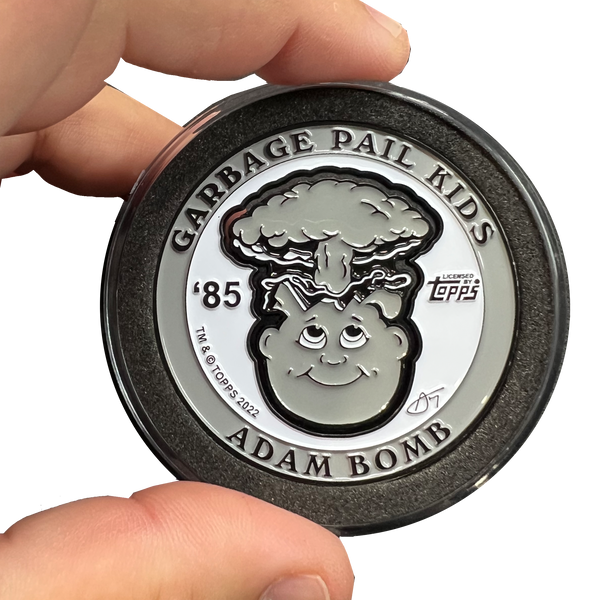 GARBAGE PAIL KIDS
'85
LICENSED
BY
TOPPS
TM & © TOPPS 2022
ADAM BOMB